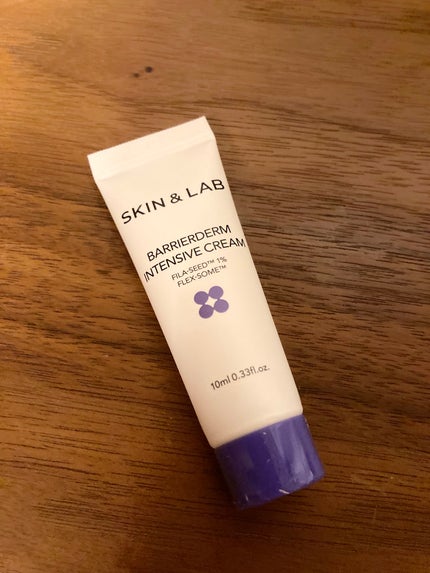 SKIN & LAB
BARRIERDERM
INTENSIVE CREAM
FILA-SEED™ 1%
FLEX-SOME™
10ml 0.33fl.oz.